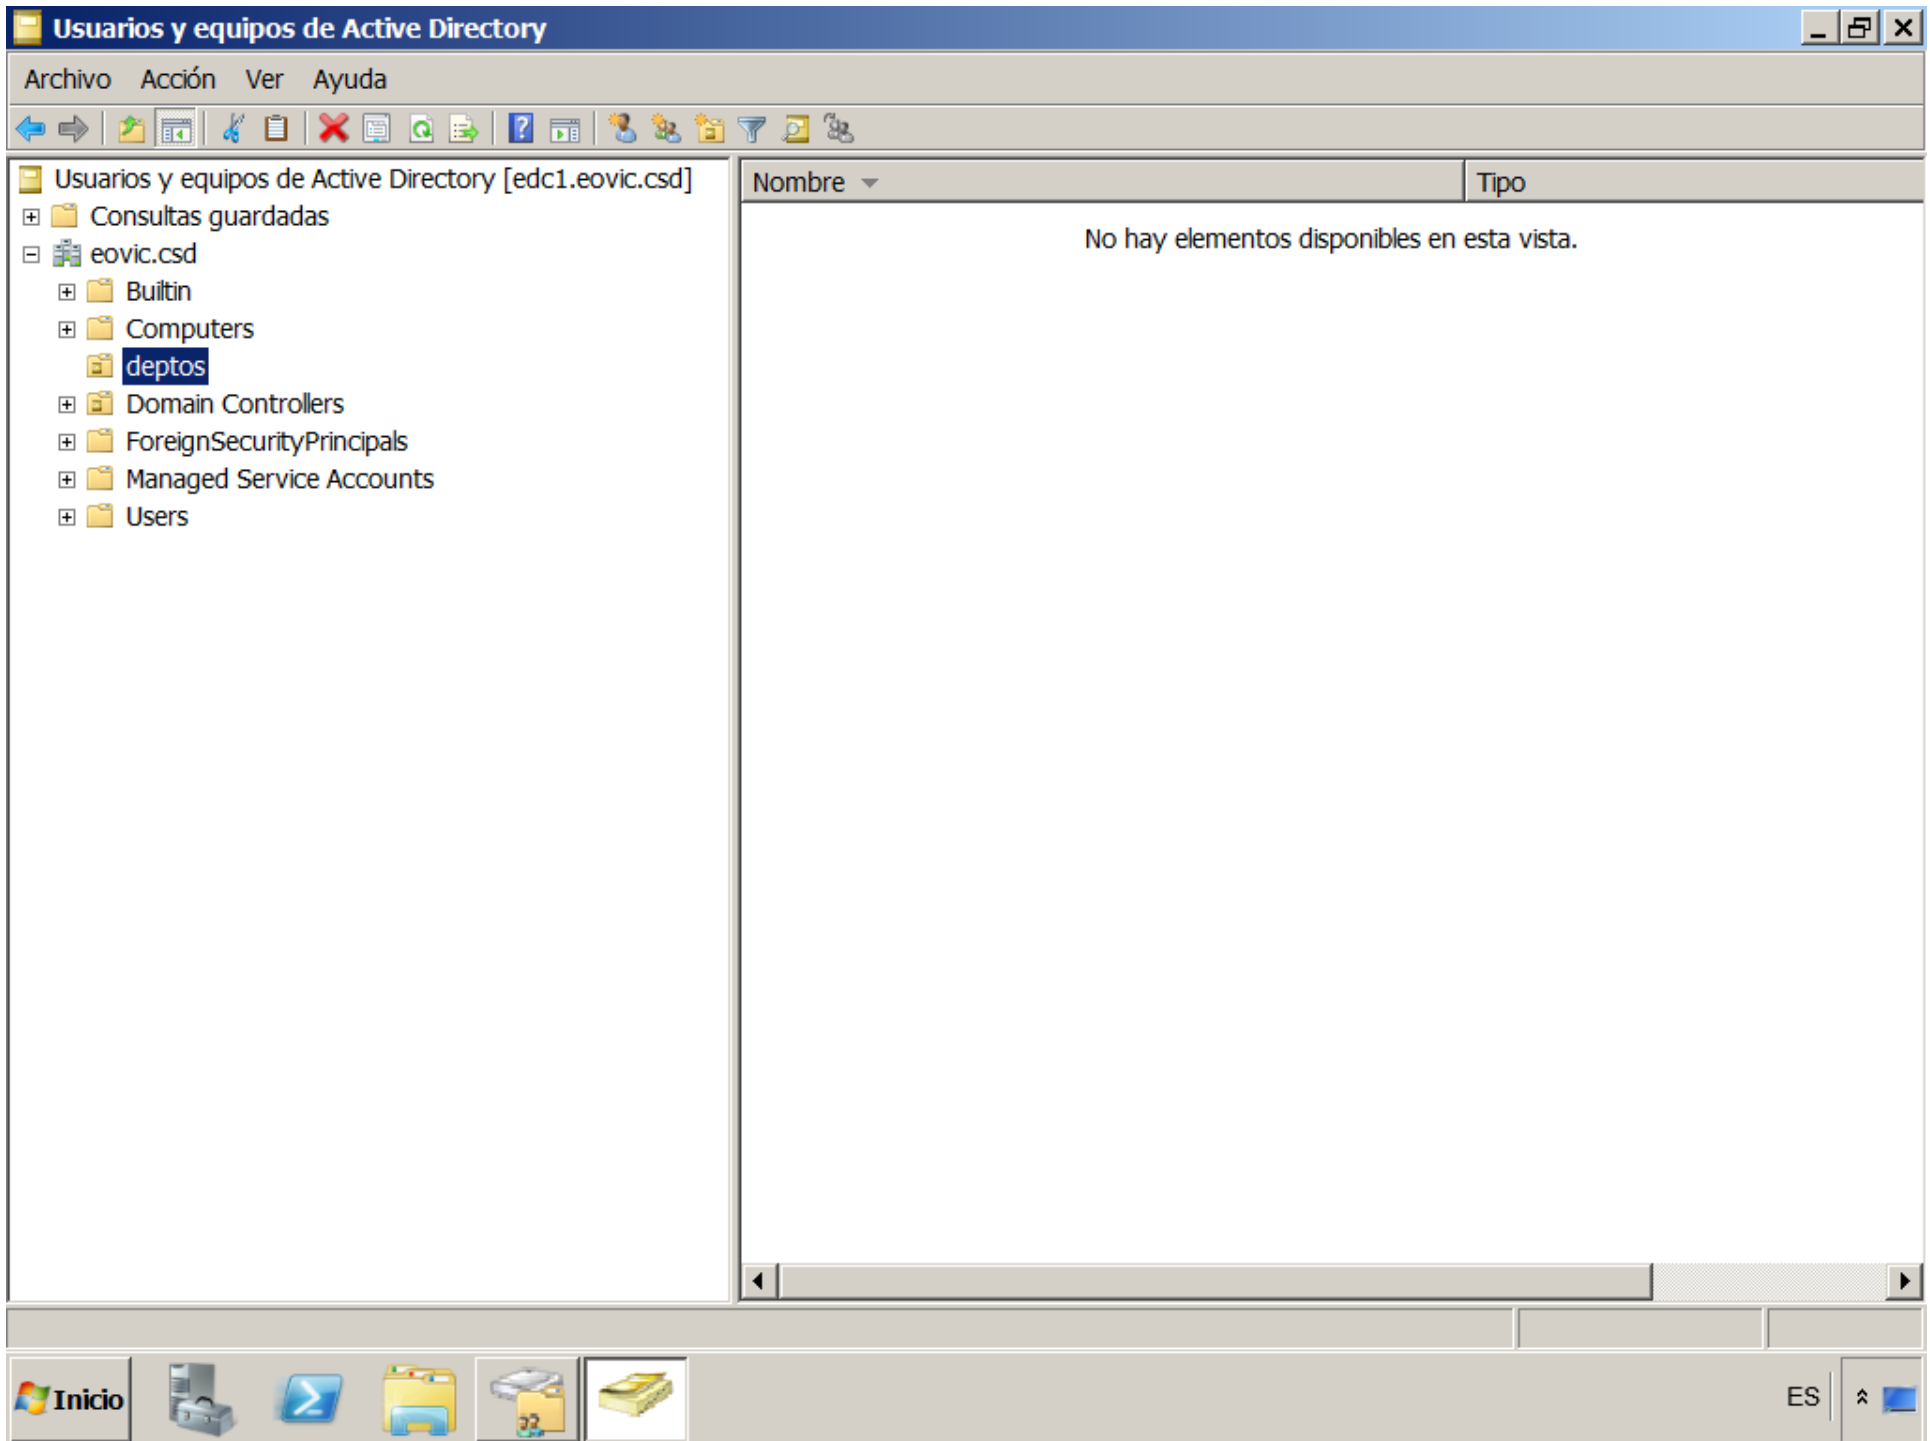 Usuarios y equipos de Active Directory
Archivo Acción Ver Ayuda
Usuarios y equipos de Active Directory [edc1.eovic.csd]
Consultas guardadas
eovic.csd
Builtin
Computers
deptos
Domain Controllers
ForeignSecurityPrincipals
Managed Service Accounts
Users
Nombre Tipo
No hay elementos disponibles en esta vista.
Inicio ES